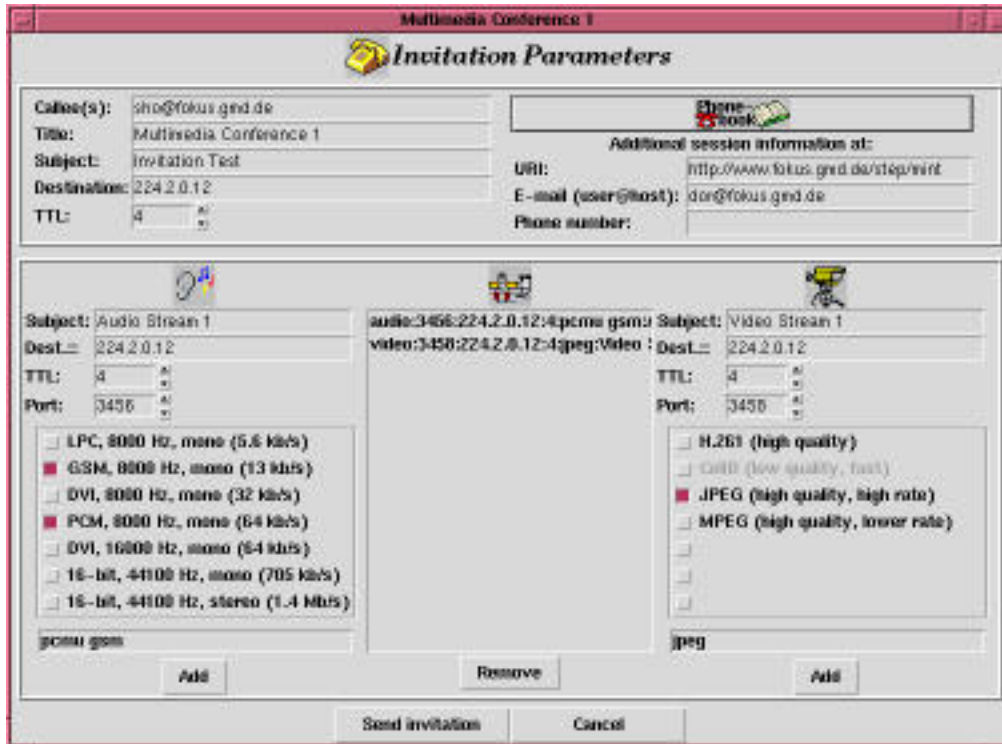 Multimedia Conference 1
Invitation Parameters
Callee(s): sho@fokus.gmd.de
Title: Multimedia Conference 1
Subject: Invitation Test
Destination: 224.2.0.12
TTL: 4
Phone-book
Additional session information at:
URI: http://www.fokus.gmd.de/step/mint
E-mail (user@host): dor@fokus.gmd.de
Phone number:
Subject: Audio Stream 1
Dest.:= 224.2.0.12
TTL: 4
Port: 3456
LPC, 8000 Hz, mono (5.6 kb/s)
GSM, 8000 Hz, mono (13 kb/s)
DVI, 8000 Hz, mono (32 kb/s)
PCM, 8000 Hz, mono (64 kb/s)
DVI, 16000 Hz, mono (64 kb/s)
16-bit, 44100 Hz, mono (705 kb/s)
16-bit, 44100 Hz, stereo (1.4 Mb/s)
pcmu gsm
Add
audio:3456:224.2.0.12:4:pcmu gsm:
video:3458:224.2.0.12:4:jpeg:Video
Remove
Subject: Video Stream 1
Dest.:= 224.2.0.12
TTL: 4
Port: 3456
H.261 (high quality)
(low quality, fast)
JPEG (high quality, high rate)
MPEG (high quality, lower rate)
jpeg
Add
Send invitation
Cancel